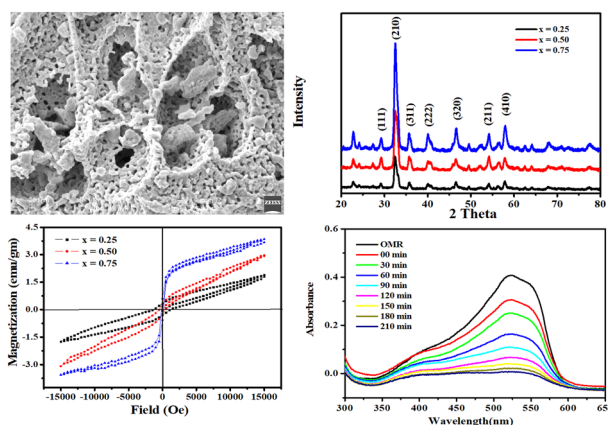 ZEISS
Intensity
(111)
(210)
(311)
(222)
(320)
(211)
(410)
x = 0.25
x = 0.50
x = 0.75
20 30 40 50 60 70 80
2 Theta
Magnetization (emu/gm)
4.5
3.0
1.5
0.0
-1.5
-3.0
x = 0.25
x = 0.50
x = 0.75
-15000 -10000 -5000 0 5000 10000 15000
Field (Oe)
Absorbance
0.6
0.4
0.2
0.0
OMR
00 min
30 min
60 min
90 min
120 min
150 min
180 min
210 min
300 350 400 450 500 550 600 65
Wavelength(nm)